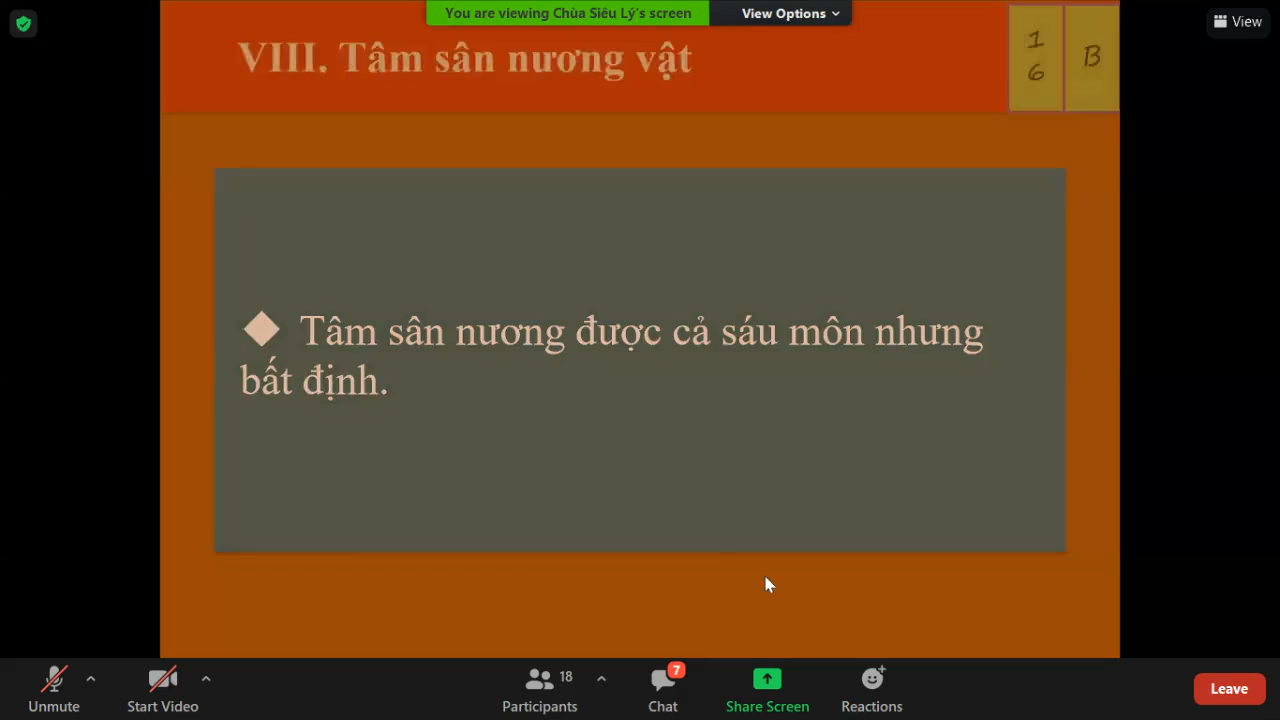 You are viewing Chùa Siêu Lý's screen
View Options
View
VIII. Tâm sân nương vật
1
6
B
Tâm sân nương được cả sáu môn nhưng
bất định.
Unmute
Start Video
18
Participants
7
Chat
Share Screen
Reactions
Leave